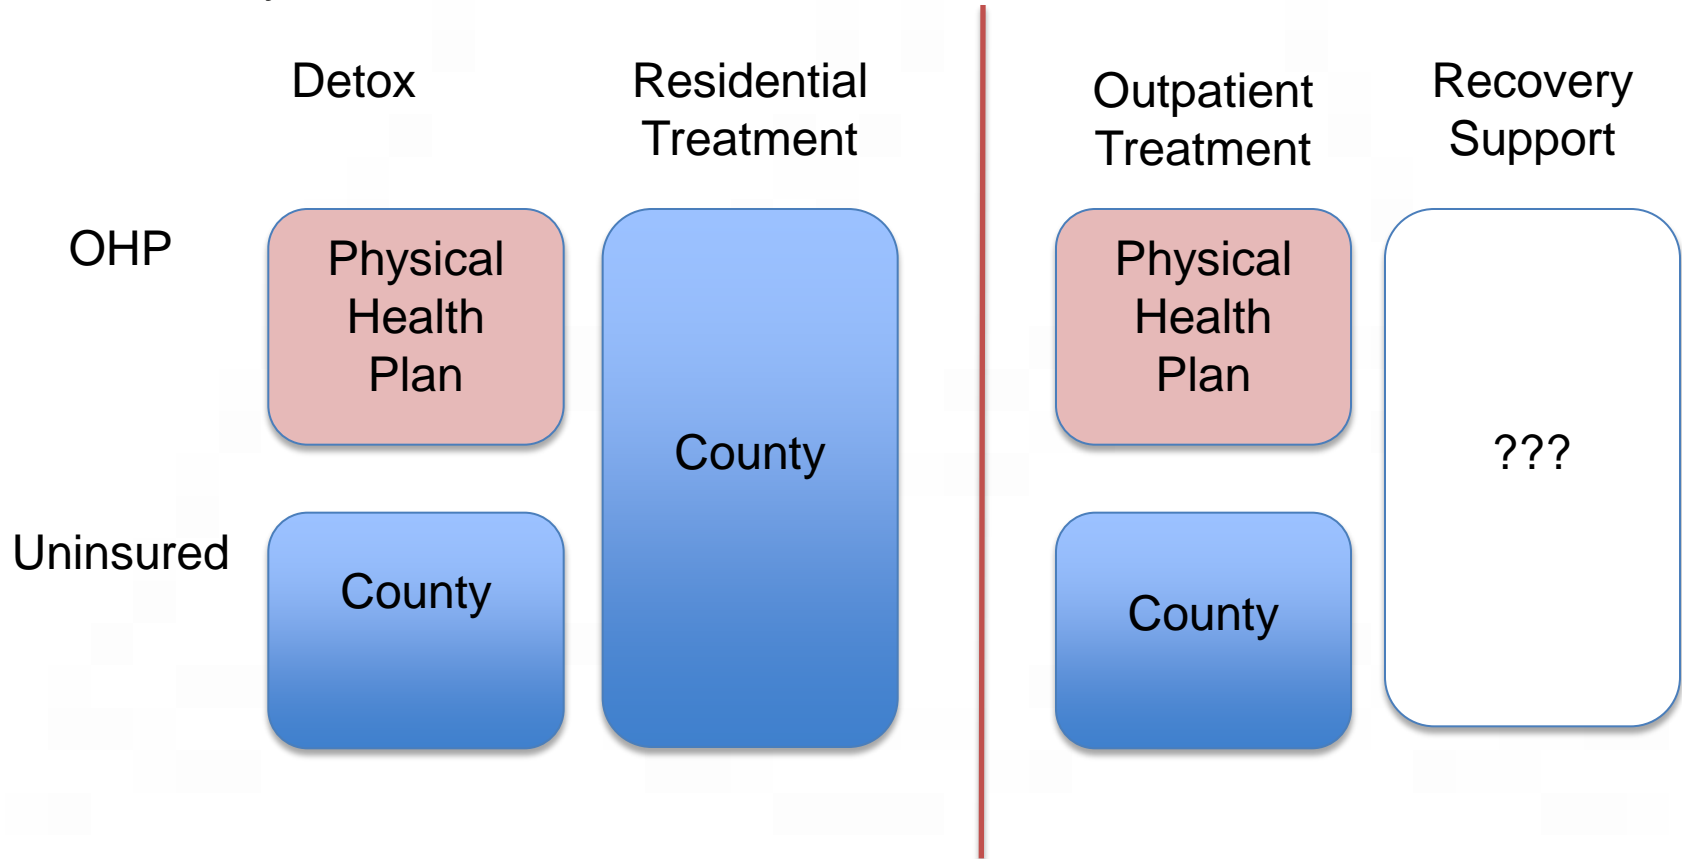 Detox
Residential
Treatment
Outpatient
Treatment
Recovery
Support
OHP
Physical
Health
Plan
County
Physical
Health
Plan
???
Uninsured
County
County